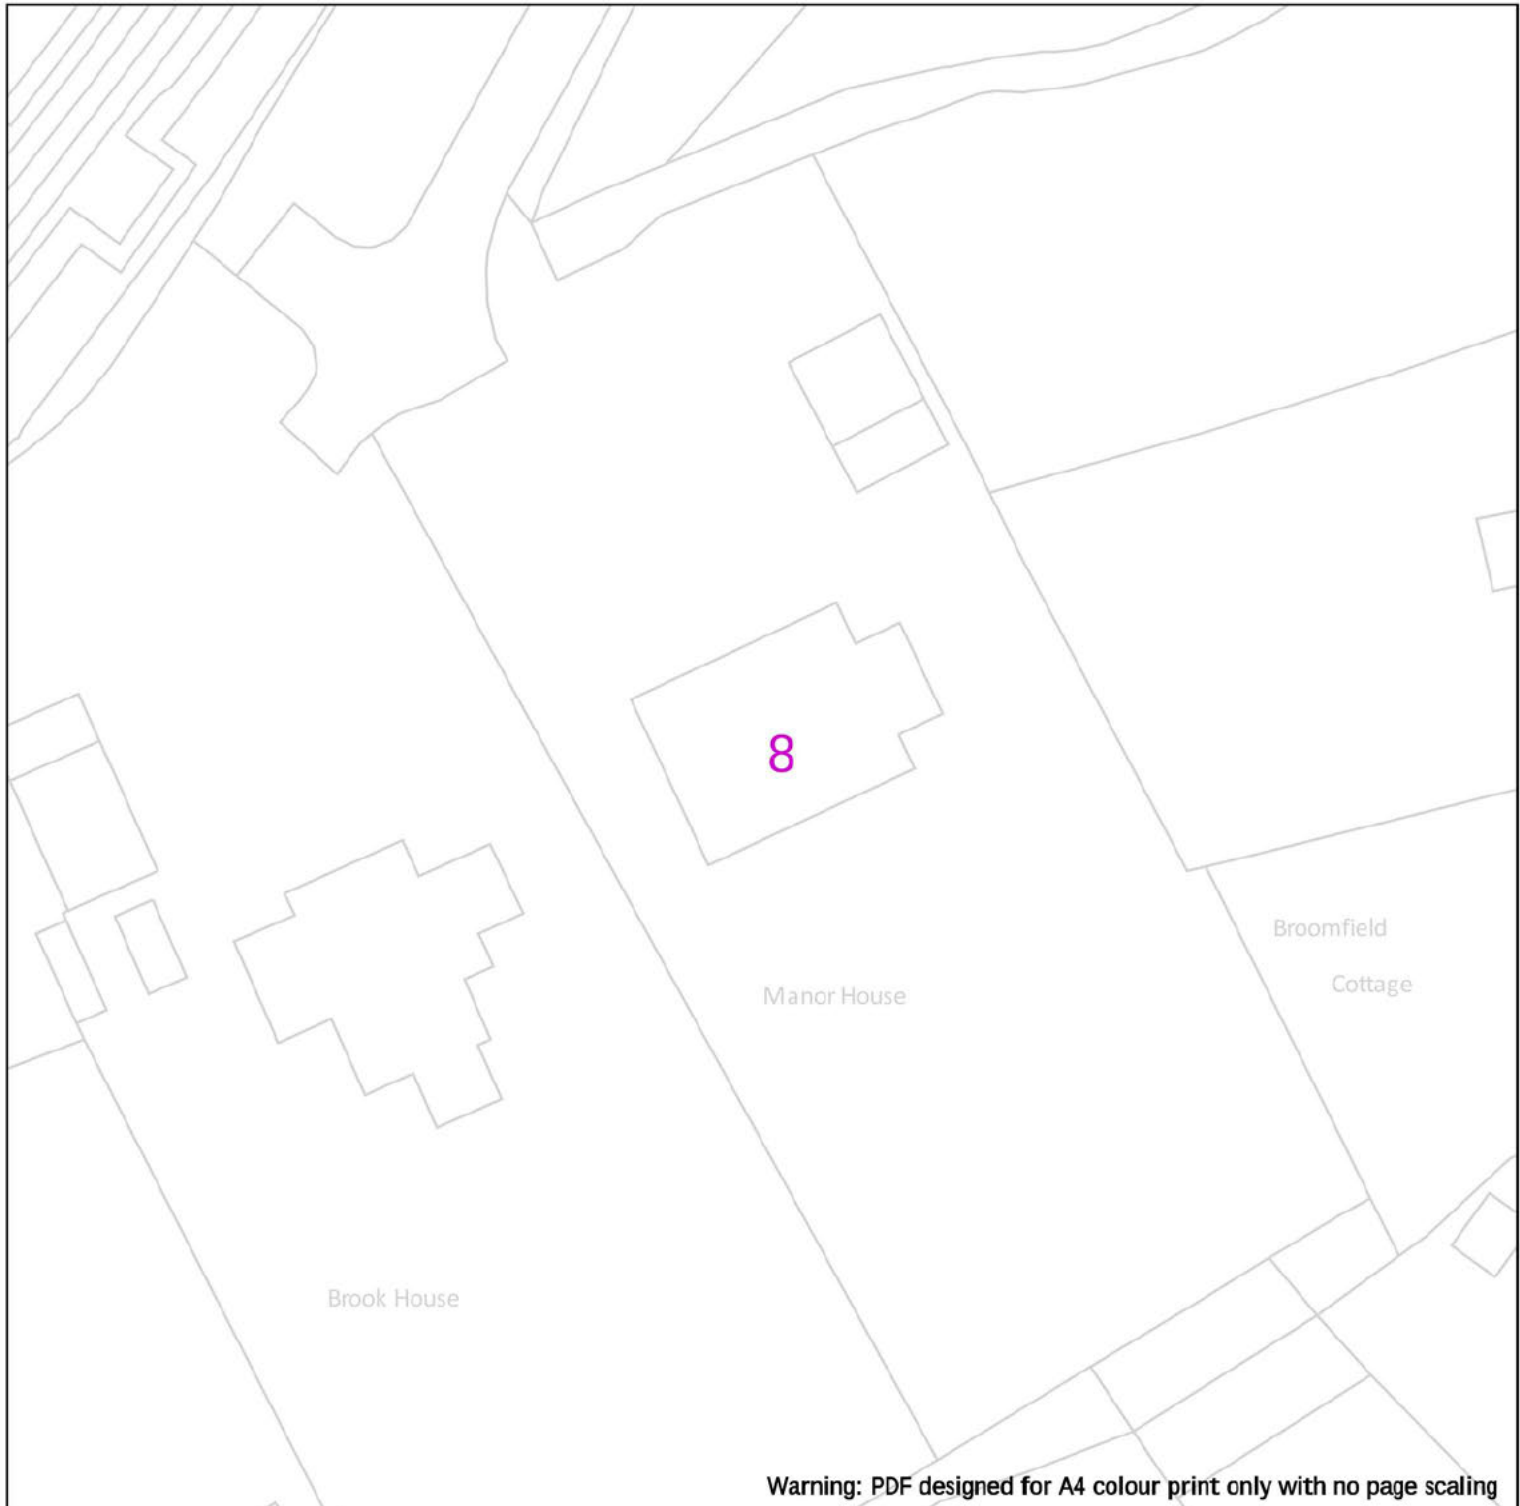 8
Broomfield
Cottage
Manor House
Brook House
Warning: PDF designed for A4 colour print only with no page scaling